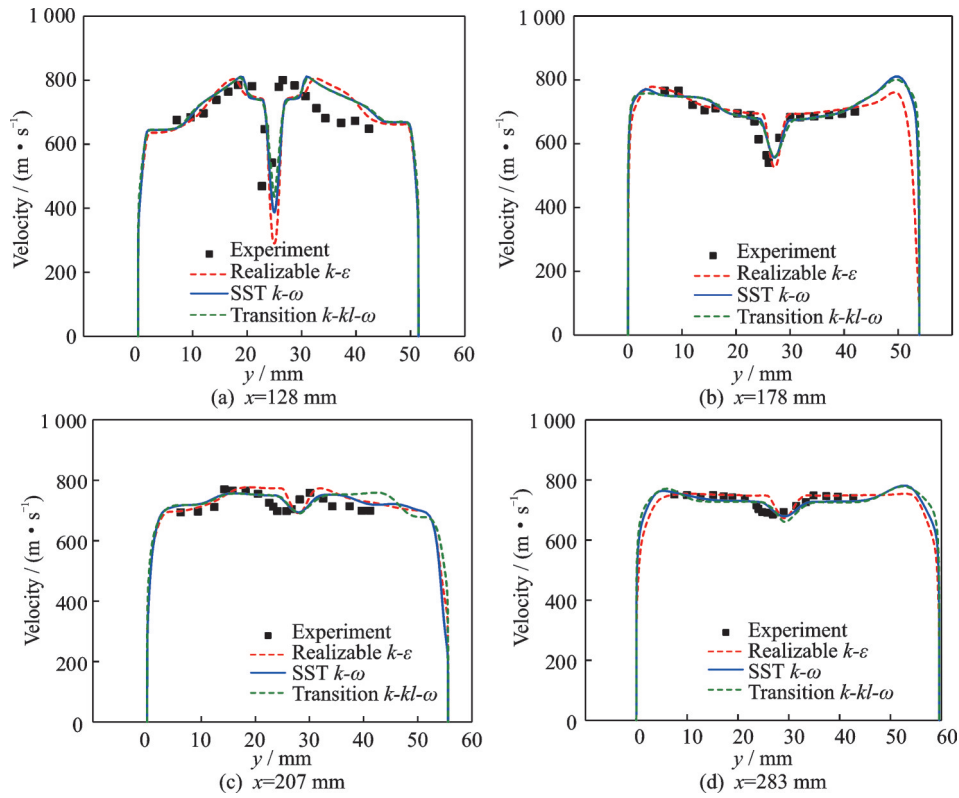 1 000
800
600
400
200
0
Velocity / (m • s⁻¹)
Experiment
Realizable k-ε
SST k-ω
Transition k-kl-ω
0 10 20 30 40 50 60
y / mm
(a) x=128 mm
1 000
800
600
400
200
0
Velocity / (m • s⁻¹)
Experiment
Realizable k-ε
SST k-ω
Transition k-kl-ω
0 10 20 30 40 50
y / mm
(b) x=178 mm
1 000
800
600
400
200
0
Velocity / (m • s⁻¹)
Experiment
Realizable k-ε
SST k-ω
Transition k-kl-ω
0 10 20 30 40 50 60
y / mm
(c) x=207 mm
1 000
800
600
400
200
0
Velocity / (m • s⁻¹)
Experiment
Realizable k-ε
SST k-ω
Transition k-kl-ω
0 10 20 30 40 50 60
y / mm
(d) x=283 mm